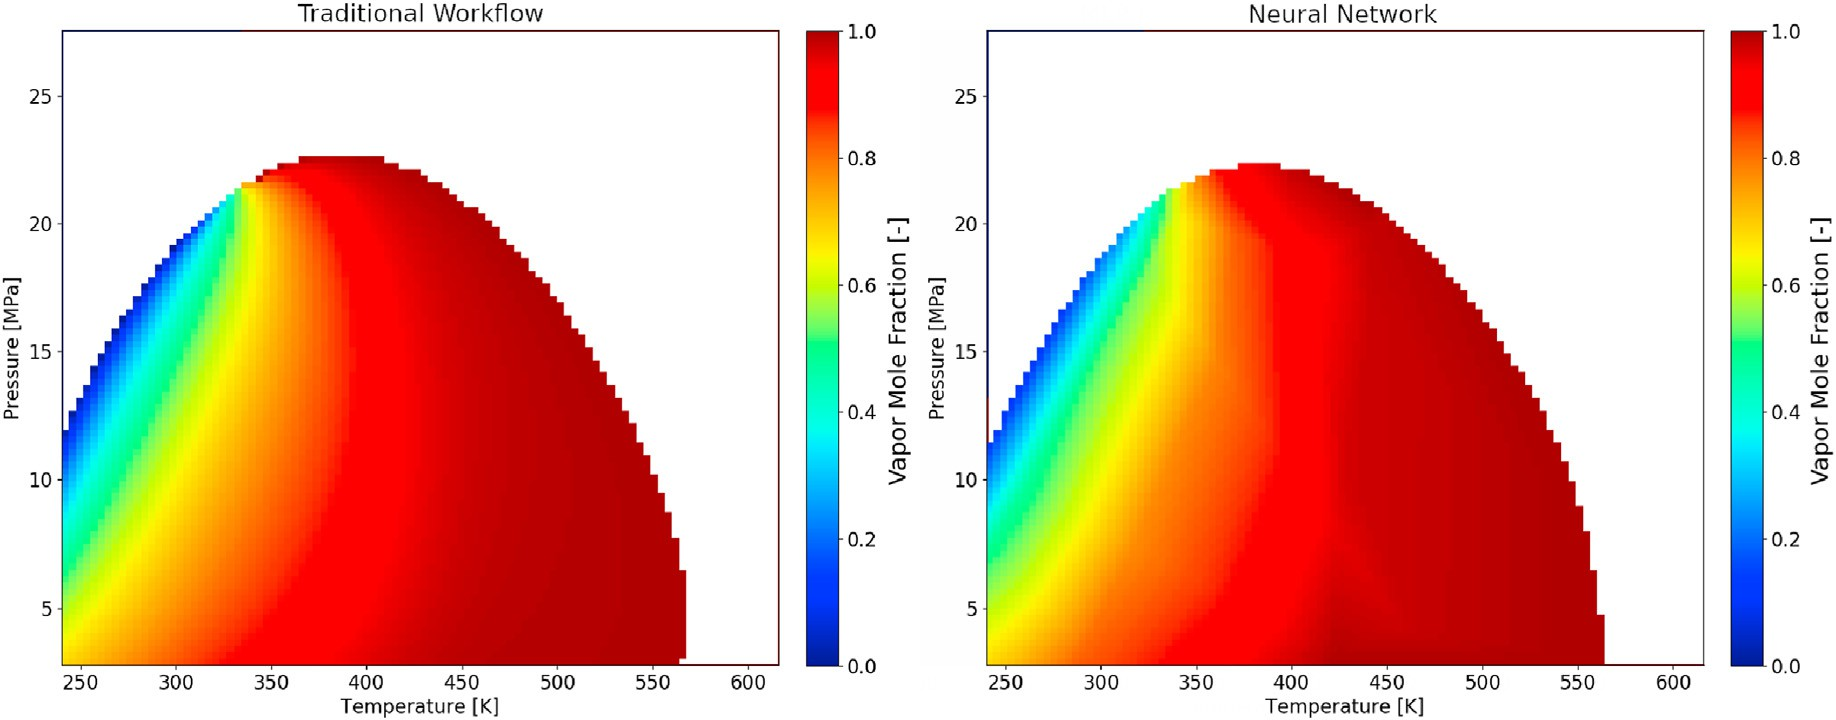 Traditional Workflow
Pressure [MPa]
25
20
15
10
5
250 300 350 400 450 500 550 600
Temperature [K]
1.0
0.8
0.6
0.4
0.2
0.0
Vapor Mole Fraction [-]
Neural Network
Pressure [MPa]
25
20
15
10
5
250 300 350 400 450 500 550 600
Temperature [K]
1.0
0.8
0.6
0.4
0.2
0.0
Vapor Mole Fraction [-]